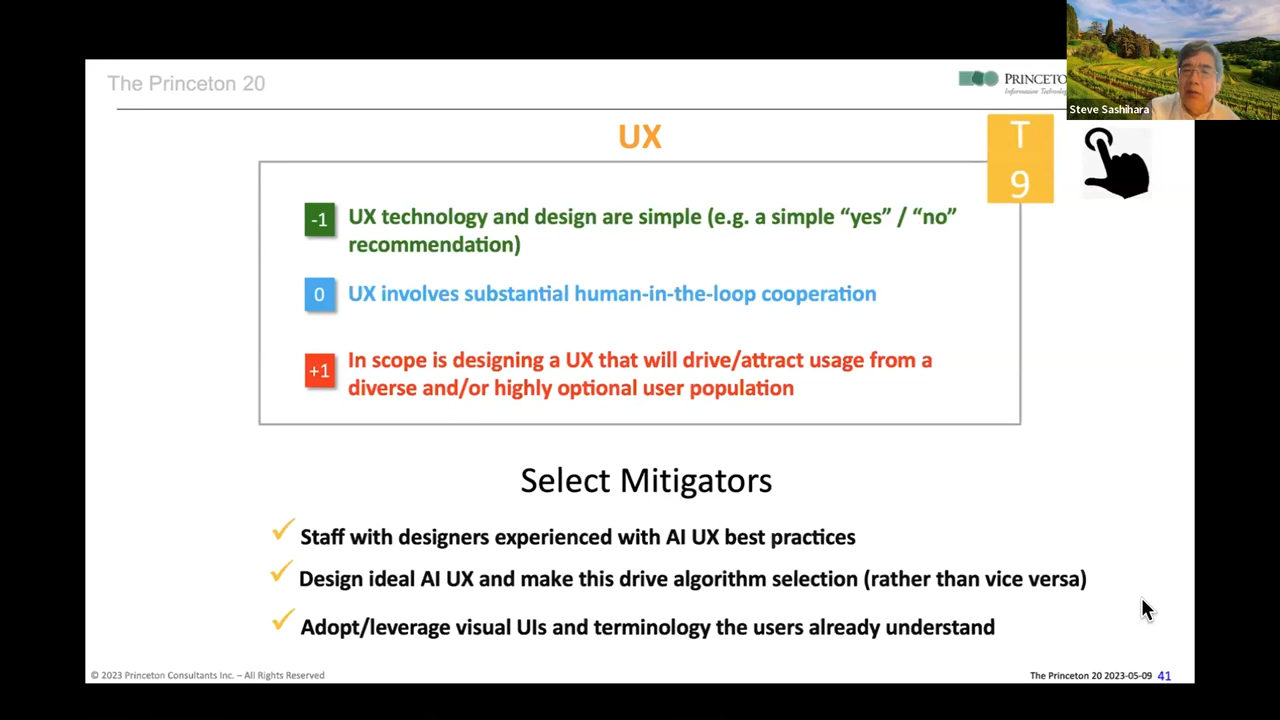 The Princeton 20
PRINCETO
Information Technolog
Steve Sashihara
UX
T
9
-1 UX technology and design are simple (e.g. a simple “yes” / “no”
recommendation)
0 UX involves substantial human-in-the-loop cooperation
+1 In scope is designing a UX that will drive/attract usage from a
diverse and/or highly optional user population
Select Mitigators
Staff with designers experienced with AI UX best practices
Design ideal AI UX and make this drive algorithm selection (rather than vice versa)
Adopt/leverage visual UIs and terminology the users already understand
© 2023 Princeton Consultants Inc. – All Rights Reserved
The Princeton 20 2023-05-09 41